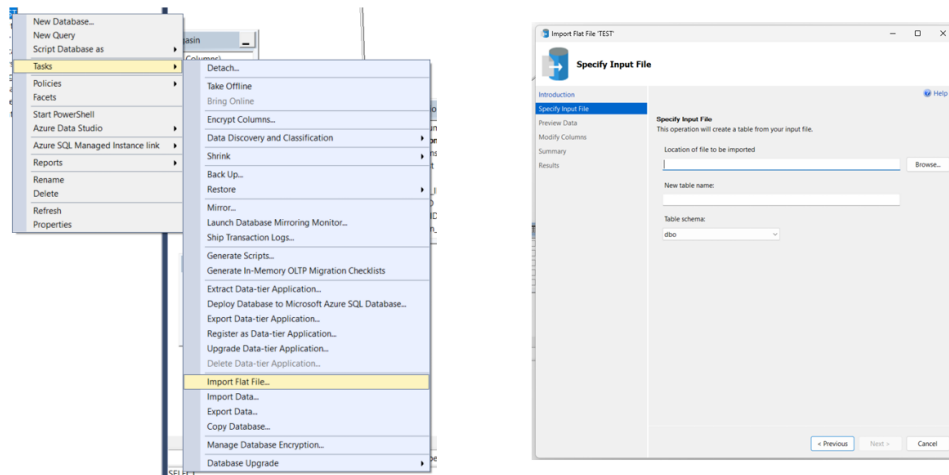 New Database...
New Query
Script Database as
Tasks
Policies
Facets
Start PowerShell
Azure Data Studio
Azure SQL Managed Instance link
Reports
Rename
Delete
Refresh
Properties
Detach...
Take Offline
Bring Online
Encrypt Columns...
Data Discovery and Classification
Shrink
Back Up...
Restore
Mirror...
Launch Database Mirroring Monitor...
Ship Transaction Logs...
Generate Scripts...
Generate In-Memory OLTP Migration Checklists
Extract Data-tier Application...
Deploy Database to Microsoft Azure SQL Database...
Export Data-tier Application...
Register as Data-tier Application...
Upgrade Data-tier Application...
Delete Data-tier Application...
Import Flat File...
Import Data...
Export Data...
Copy Database...
Manage Database Encryption...
Database Upgrade
SELECT
Import Flat File 'TEST'
Specify Input File
Help
Introduction
Specify Input File
Preview Data
Modify Columns
Summary
Results
Specify Input File
This operation will create a table from your input file.
Location of file to be imported
Browse...
New table name:
Table schema:
dbo
< Previous
Next >
Cancel